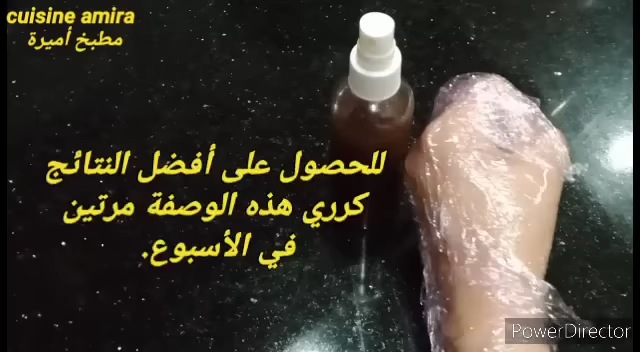 cuisine amira
مطبخ أميرة
للحصول على أفضل النتائج
كرري هذه الوصفة مرتين
في الأسبوع.
PowerDirector